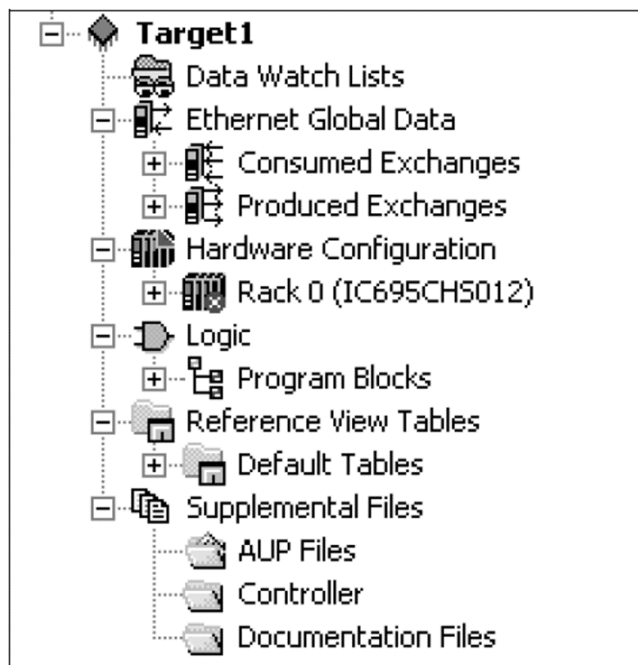 Target1
Data Watch Lists
Ethernet Global Data
Consumed Exchanges
Produced Exchanges
Hardware Configuration
Rack 0 (IC695CHS012)
Logic
Program Blocks
Reference View Tables
Default Tables
Supplemental Files
AUP Files
Controller
Documentation Files